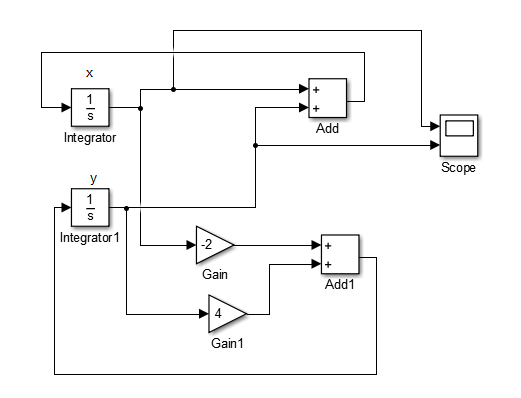 x
1
s
Integrator
+
+
Add
Scope
y
1
s
Integrator1
-2
Gain
+
+
Add1
4
Gain1